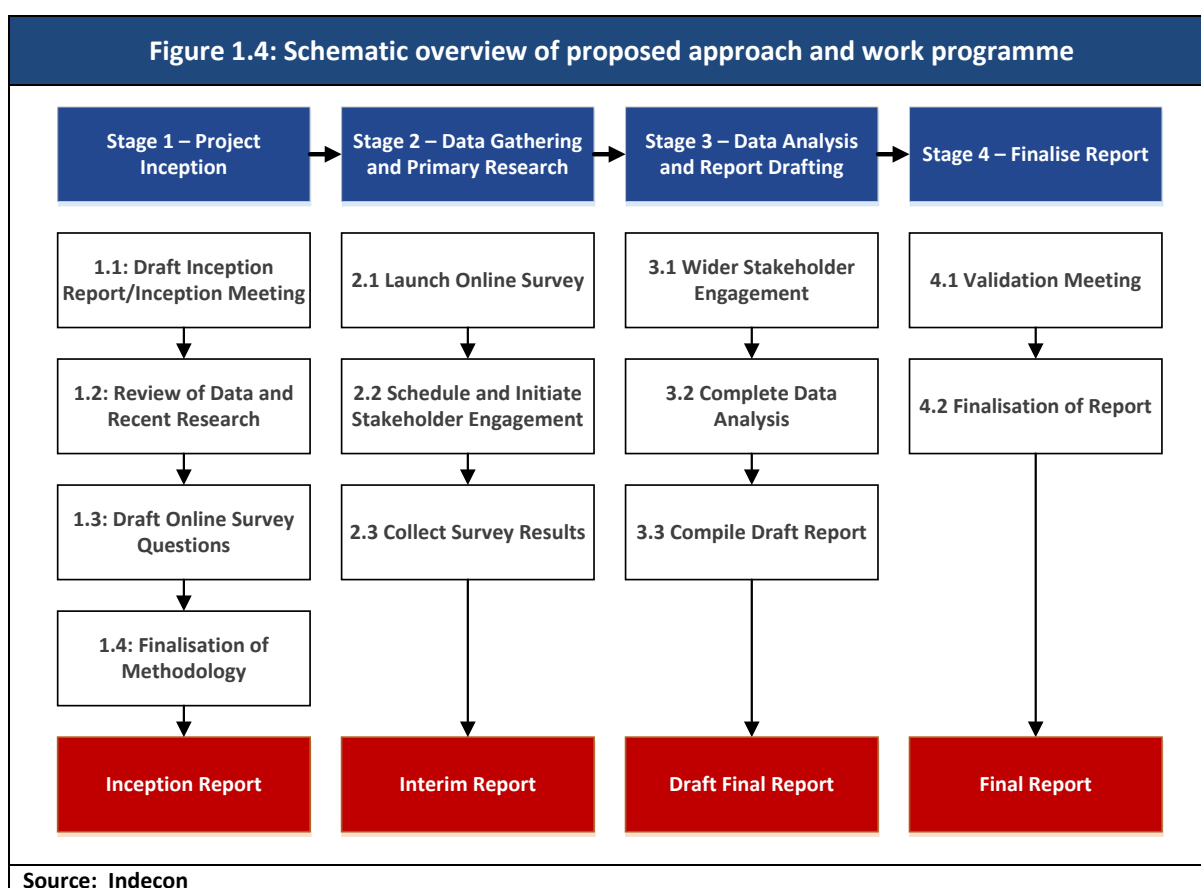 Figure 1.4: Schematic overview of proposed approach and work programme
Stage 1 – Project
Inception
Stage 2 – Data Gathering
and Primary Research
Stage 3 – Data Analysis
and Report Drafting
Stage 4 – Finalise Report
1.1: Draft Inception
Report/Inception Meeting
1.2: Review of Data and
Recent Research
1.3: Draft Online Survey
Questions
1.4: Finalisation of
Methodology
Inception Report
2.1 Launch Online Survey
2.2 Schedule and Initiate
Stakeholder Engagement
2.3 Collect Survey Results
Interim Report
3.1 Wider Stakeholder
Engagement
3.2 Complete Data
Analysis
3.3 Compile Draft Report
Draft Final Report
4.1 Validation Meeting
4.2 Finalisation of Report
Final Report
Source: Indecon